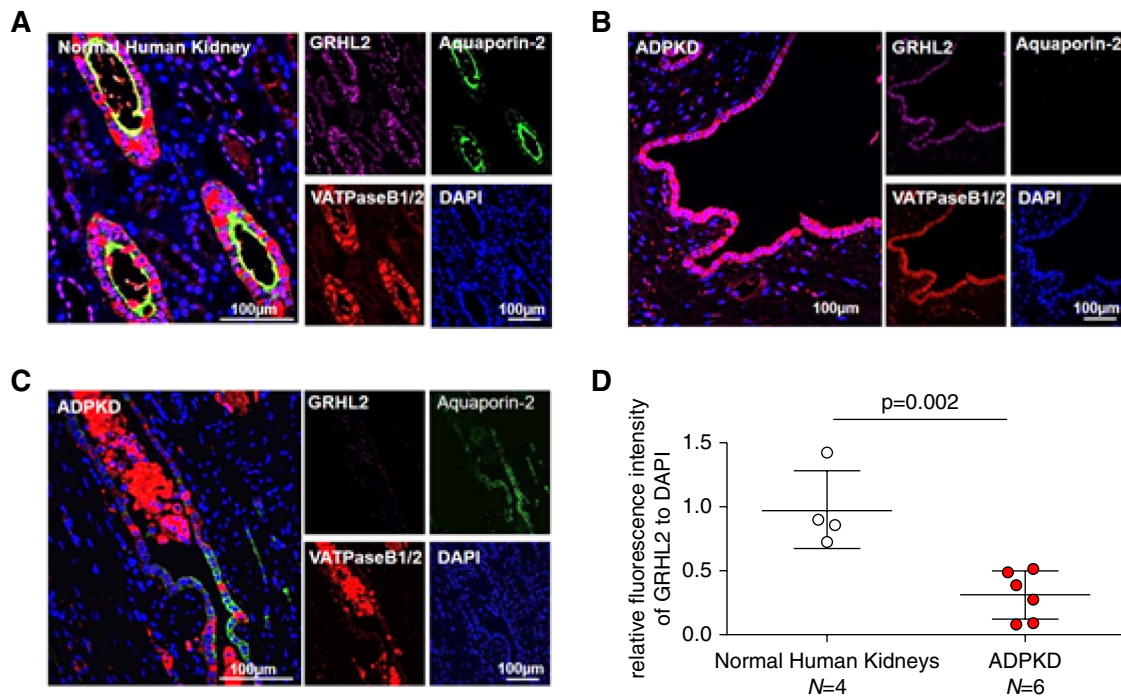 A
Normal Human Kidney
GRHL2
Aquaporin-2
VATPaseB1/2
DAPI
100µm
100µm
B
ADPKD
GRHL2
Aquaporin-2
VATPaseB1/2
DAPI
100µm
100µm
C
ADPKD
GRHL2
Aquaporin-2
VATPaseB1/2
DAPI
100µm
100µm
D
p=0.002
relative fluorescence intensity
of GRHL2 to DAPI
1.5
1.0
0.5
0.0
Normal Human Kidneys
N=4
ADPKD
N=6